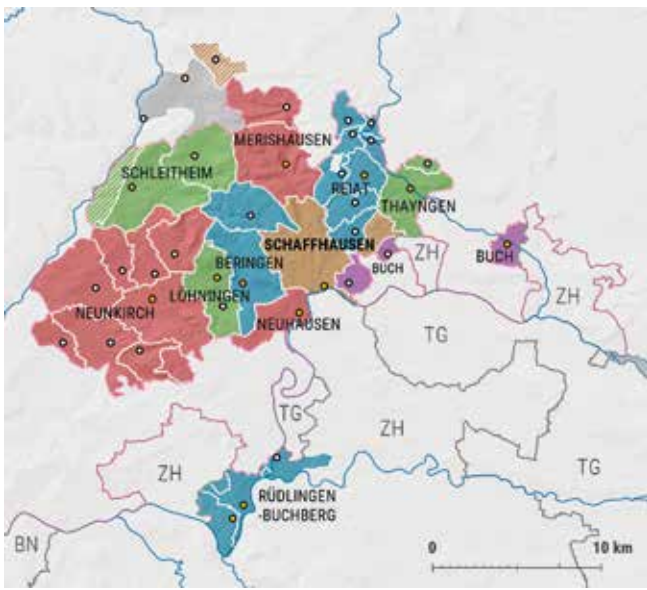 MERISHAUSEN
SCHLEITHEIM
REIAT
THAYNGEN
SCHAFFHAUSEN
ZH
BUCH
BUCH
BERINGEN
ZH
LÖHNINGEN
NEUNKIRCH
NEUHAUSEN
TG
TG
ZH
ZH
TG
RÜDLINGEN
-BUCHBERG
BN
0 10 km